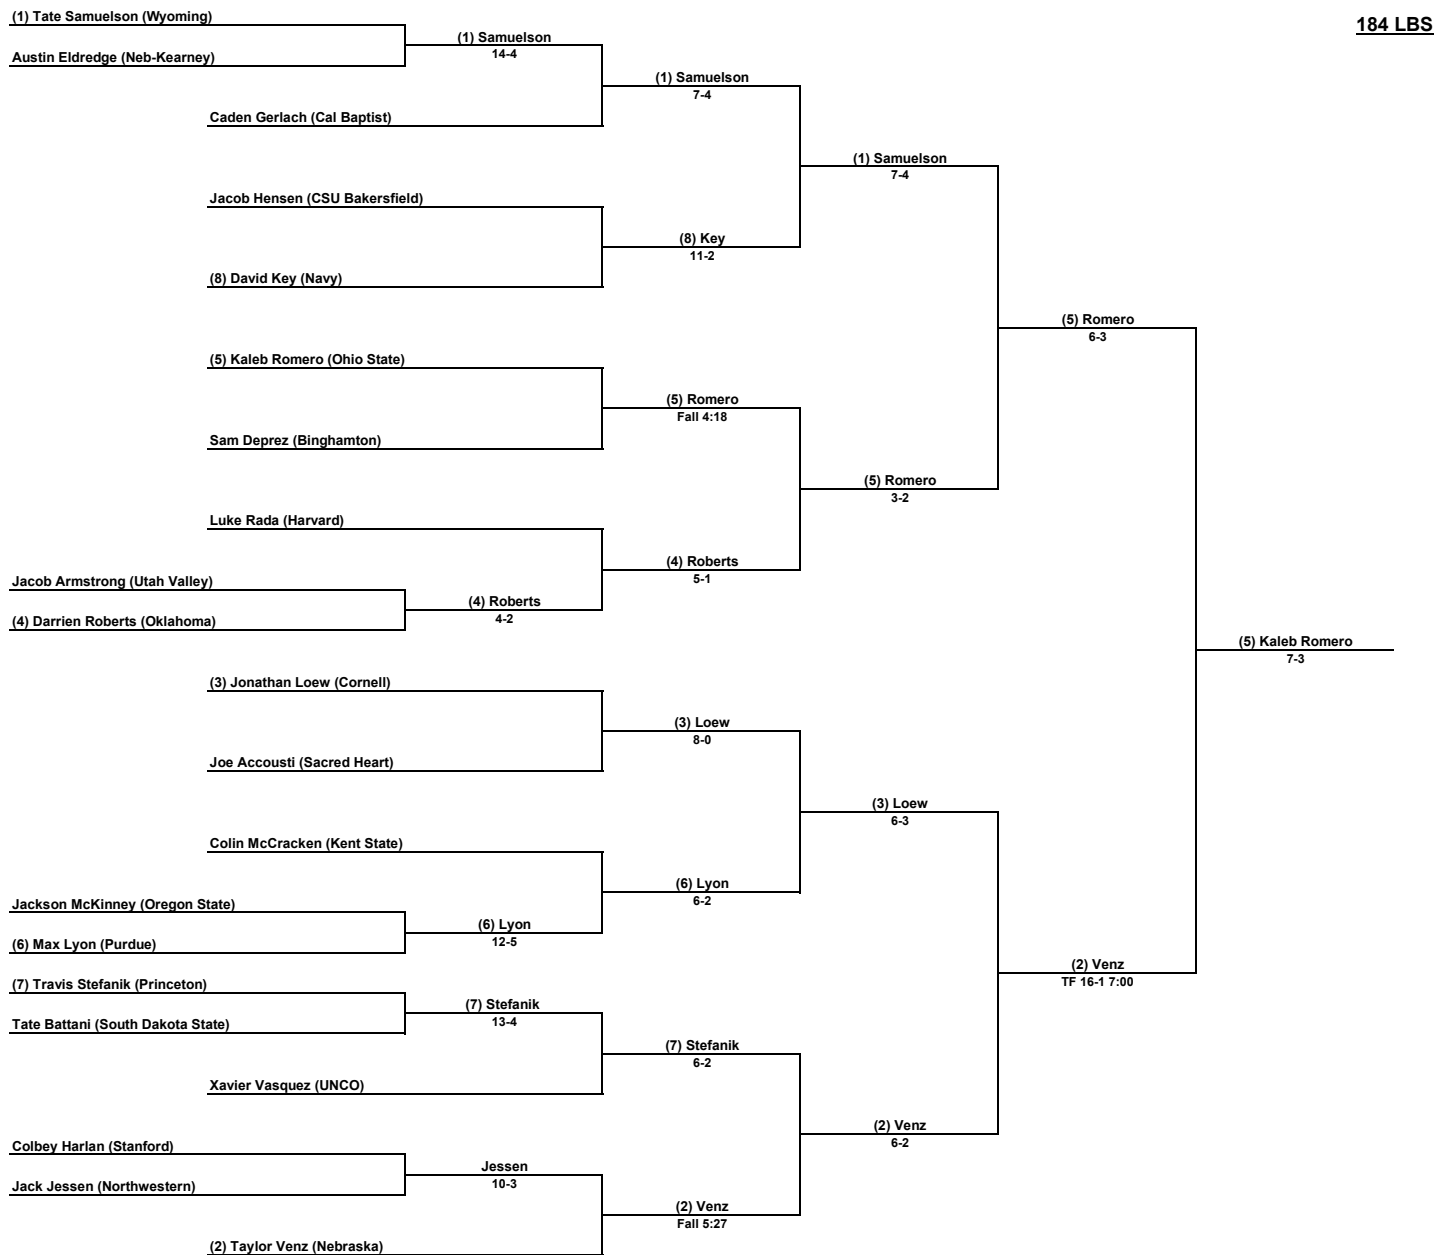 (1) Tate Samuelson (Wyoming)
184 LBS
(1) Samuelson
Austin Eldredge (Neb-Kearney)
14-4
(1) Samuelson
7-4
Caden Gerlach (Cal Baptist)
(1) Samuelson
7-4
Jacob Hensen (CSU Bakersfield)
(8) Key
11-2
(8) David Key (Navy)
(5) Romero
6-3
(5) Kaleb Romero (Ohio State)
(5) Romero
Fall 4:18
Sam Deprez (Binghamton)
(5) Romero
3-2
Luke Rada (Harvard)
(4) Roberts
5-1
Jacob Armstrong (Utah Valley)
(4) Roberts
4-2
(4) Darrien Roberts (Oklahoma)
(5) Kaleb Romero
7-3
(3) Jonathan Loew (Cornell)
(3) Loew
8-0
Joe Accousti (Sacred Heart)
(3) Loew
6-3
Colin McCracken (Kent State)
(6) Lyon
6-2
Jackson McKinney (Oregon State)
(6) Lyon
12-5
(6) Max Lyon (Purdue)
(2) Venz
TF 16-1 7:00
(7) Travis Stefanik (Princeton)
(7) Stefanik
13-4
Tate Battani (South Dakota State)
(7) Stefanik
6-2
Xavier Vasquez (UNCO)
(2) Venz
6-2
Colbey Harlan (Stanford)
Jessen
10-3
Jack Jessen (Northwestern)
(2) Venz
Fall 5:27
(2) Taylor Venz (Nebraska)